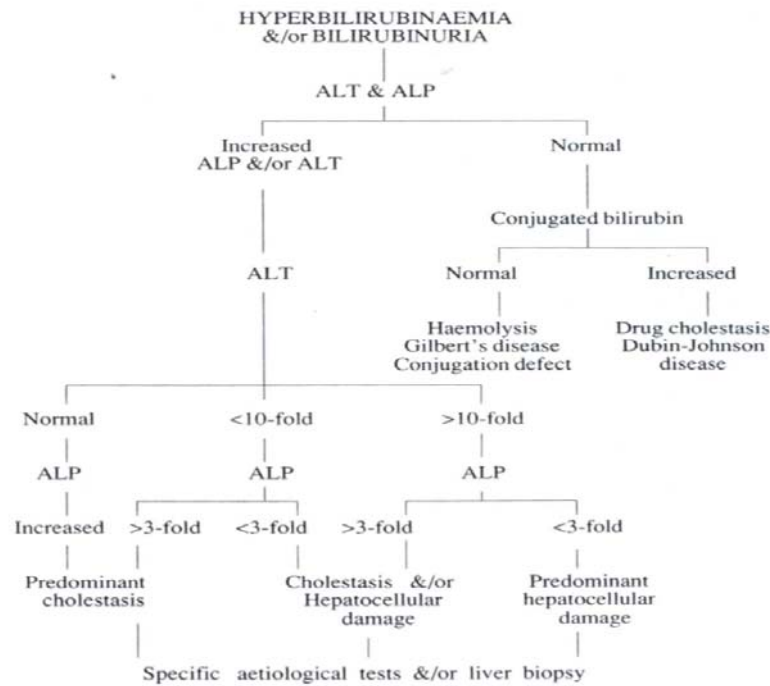 HYPERBILIRUBINAEMIA
&/or BILIRUBINURIA
ALT & ALP
Increased
ALP &/or ALT
Normal
Conjugated bilirubin
ALT
Normal
Increased
Haemolysis
Gilbert's disease
Conjugation defect
Drug cholestasis
Dubin-Johnson
disease
Normal
<10-fold
>10-fold
ALP
ALP
ALP
Increased
>3-fold
<3-fold
>3-fold
<3-fold
Predominant
cholestasis
Cholestasis &/or
Hepatocellular
damage
Predominant
hepatocellular
damage
Specific aetiological tests &/or liver biopsy